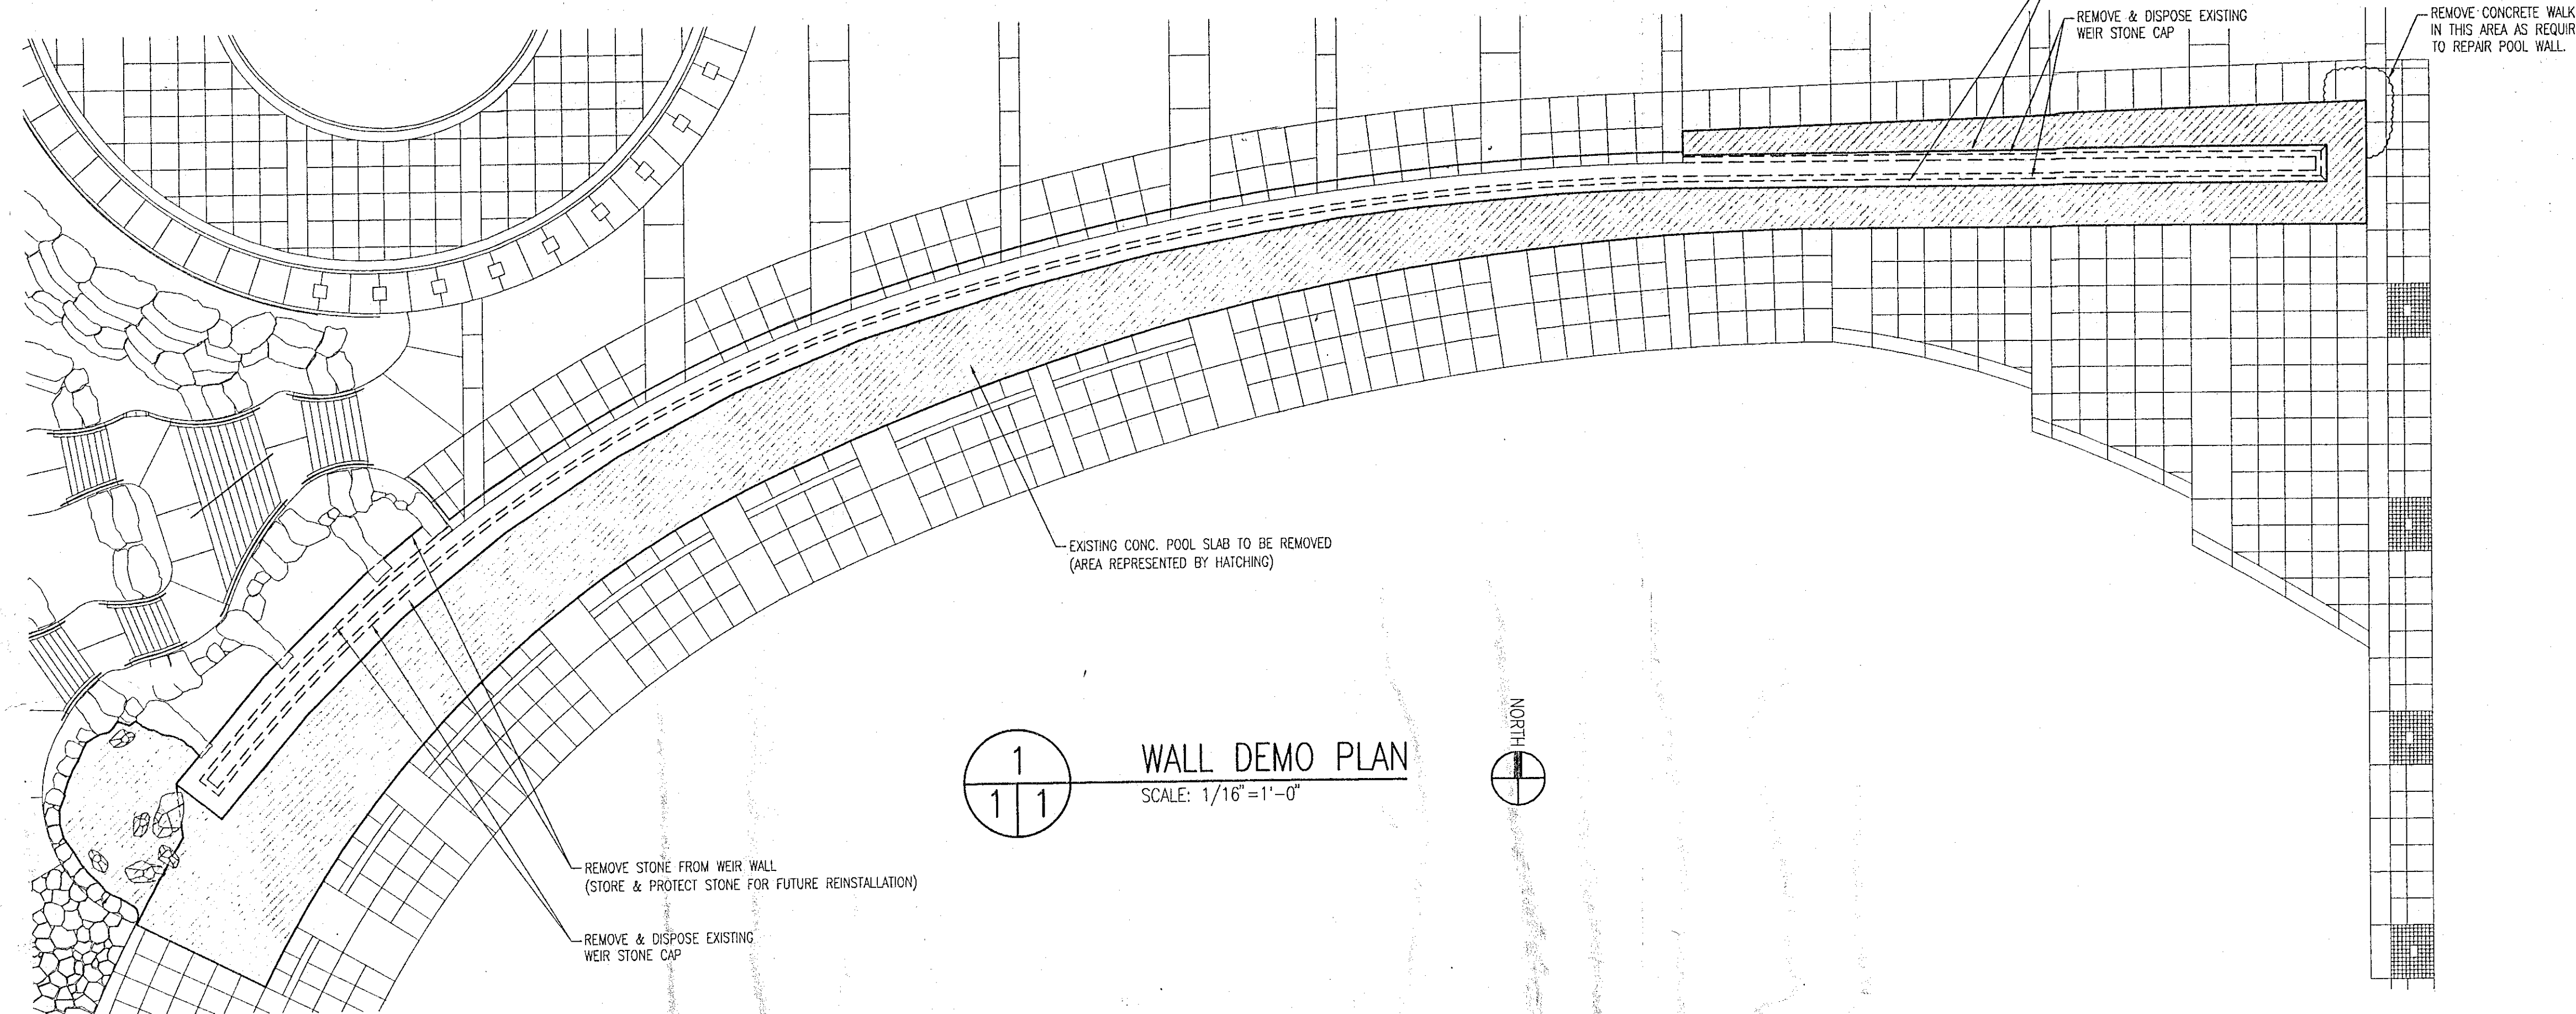 REMOVE & DISPOSE EXISTING
WEIR STONE CAP
REMOVE CONCRETE WALK
IN THIS AREA AS REQUIR
TO REPAIR POOL WALL.
EXISTING CONC. POOL SLAB TO BE REMOVED
(AREA REPRESENTED BY HATCHING)
NORTH
1
1 1
WALL DEMO PLAN
SCALE: 1/16"=1'-0"
REMOVE STONE FROM WEIR WALL
(STORE & PROTECT STONE FOR FUTURE REINSTALLATION)
REMOVE & DISPOSE EXISTING
WEIR STONE CAP